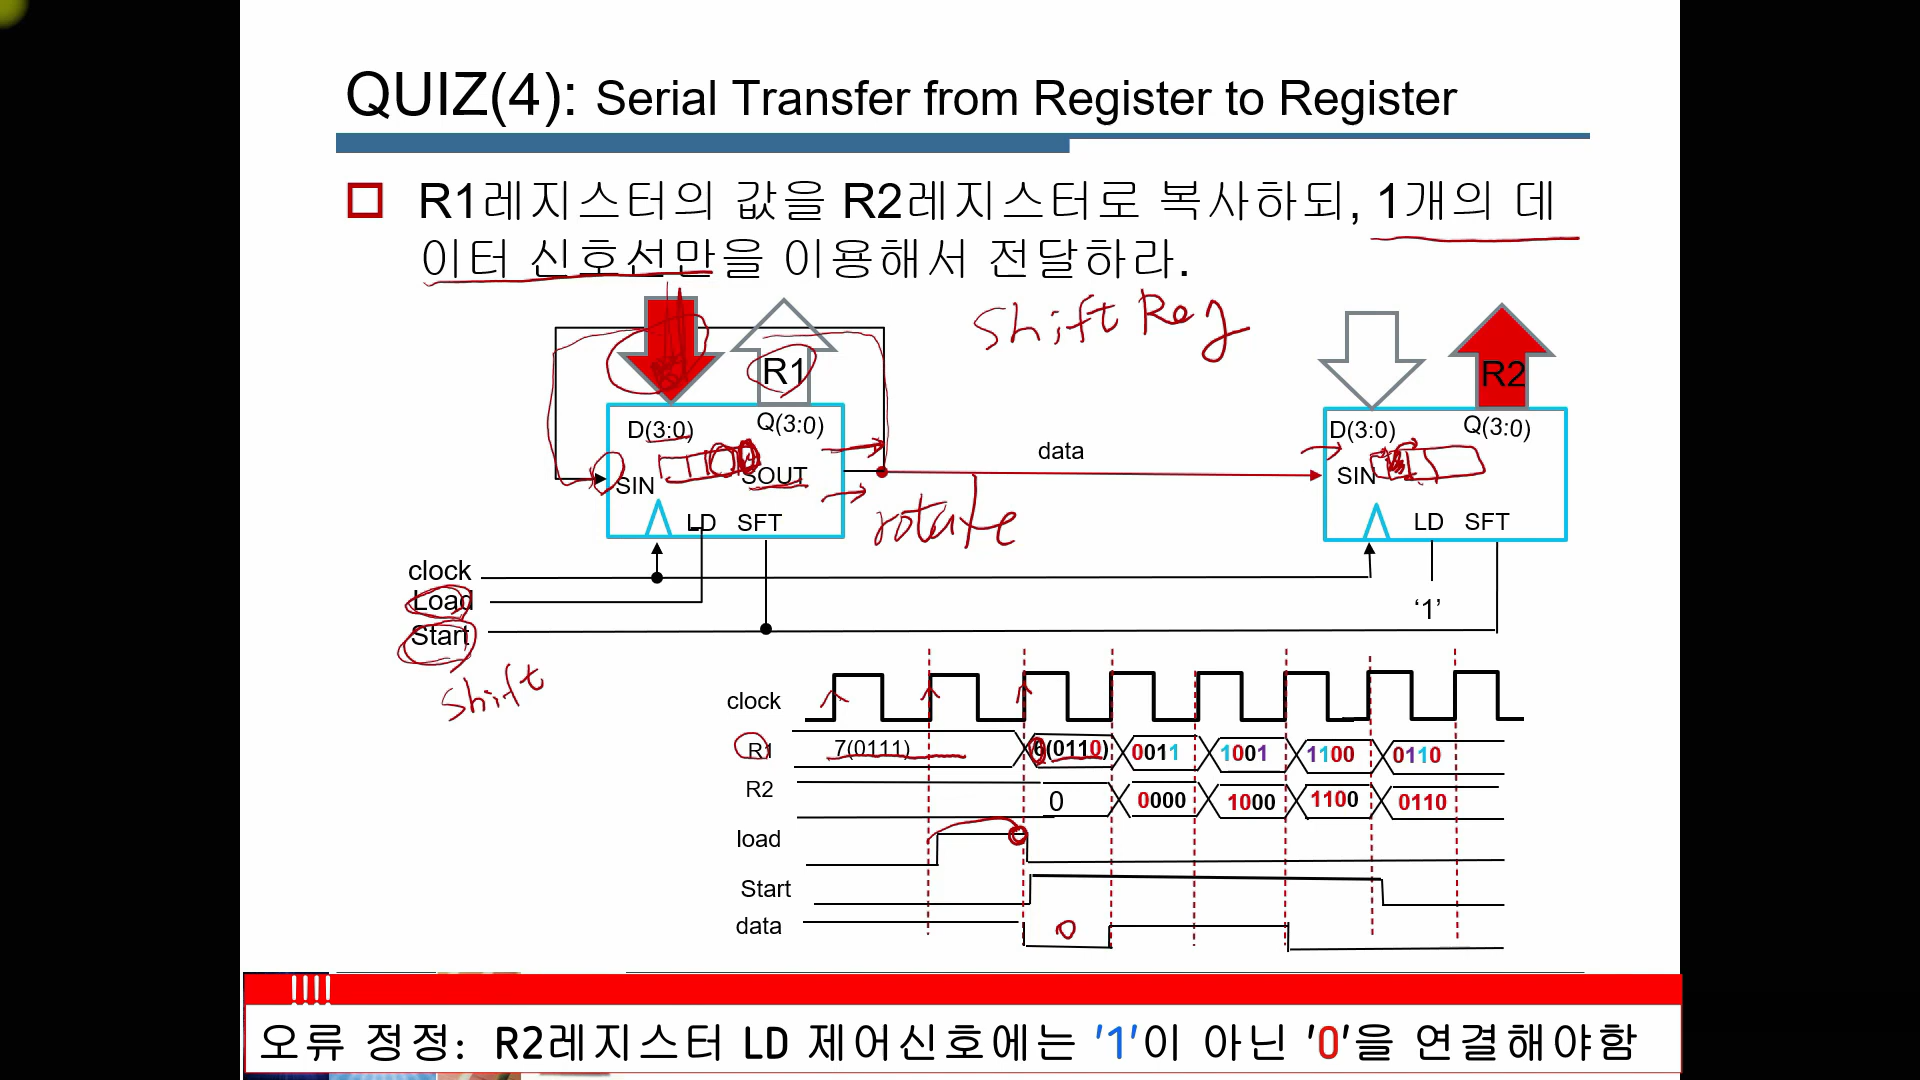 QUIZ(4): Serial Transfer from Register to Register
R1레지스터의 값을 R2레지스터로 복사하되, 1개의 데
이터 신호선만을 이용해서 전달하라.
Shift Reg
R1
R2
D(3:0) Q(3:0)
SIN SOUT
LD SFT
data
rotate
D(3:0) Q(3:0)
SIN
LD SFT
clock
Load
Start
'1'
shift
clock
R1 7(0111) 6(0110) 0011 1001 1100 0110
R2 0 0000 1000 1100 0110
load
Start
data 0
!!!!
오류 정정: R2레지스터 LD 제어신호에는 '1'이 아닌 '0'을 연결해야함